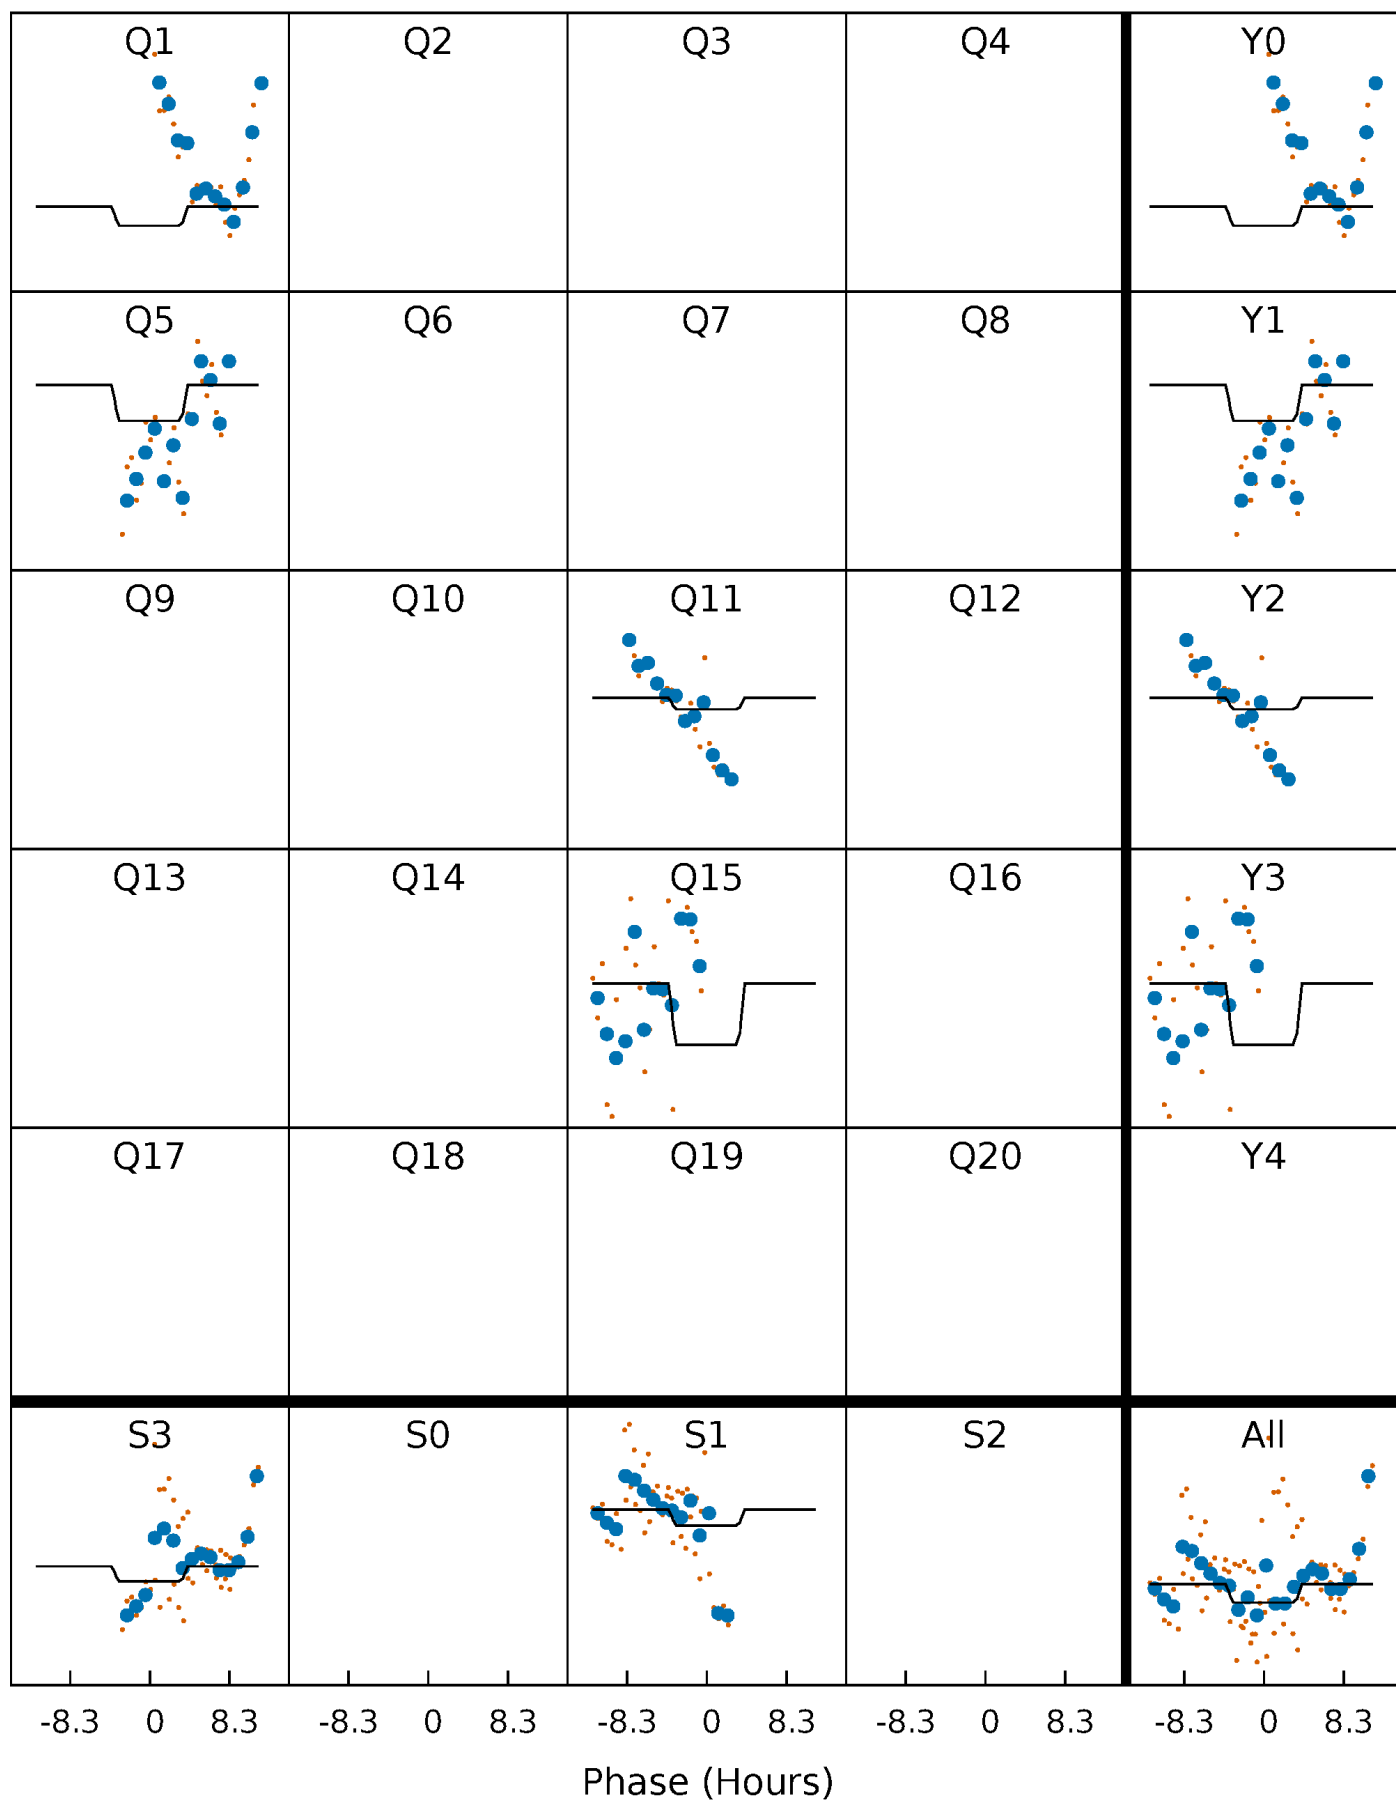 Q1 Q2 Q3 Q4 Y0
Q5 Q6 Q7 Q8 Y1
Q9 Q10 Q11 Q12 Y2
Q13 Q14 Q15 Q16 Y3
Q17 Q18 Q19 Q20 Y4
S3 S0 S1 S2 All
-8.3 0 8.3 -8.3 0 8.3 -8.3 0 8.3 -8.3 0 8.3 -8.3 0 8.3
Phase (Hours)